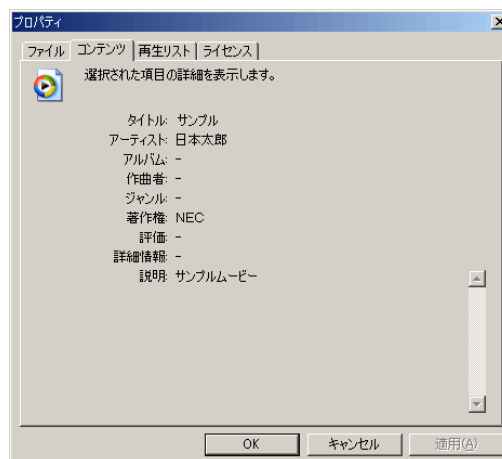 プロパティ
ファイル コンテンツ 再生リスト ライセンス
選択された項目の詳細を表示します。
タイトル: サンプル
アーティスト: 日本太郎
アルバム: -
作曲者: -
ジャンル: -
著作権: NEC
評価: -
詳細情報: -
説明: サンプルムービー
OK キャンセル 適用(A)